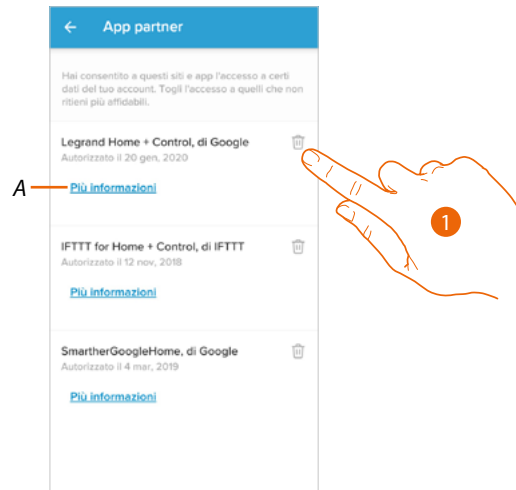 ← App partner
Hai consentito a questi siti e app l'accesso a certi
dati del tuo account. Togli l'accesso a quelli che non
ritieni più affidabili.
Legrand Home + Control, di Google
Autorizzato il 20 gen, 2020
A
Più informazioni
1
IFTTT for Home + Control, di IFTTT
Autorizzato il 12 nov, 2018
Più informazioni
SmartherGoogleHome, di Google
Autorizzato il 4 mar, 2019
Più informazioni